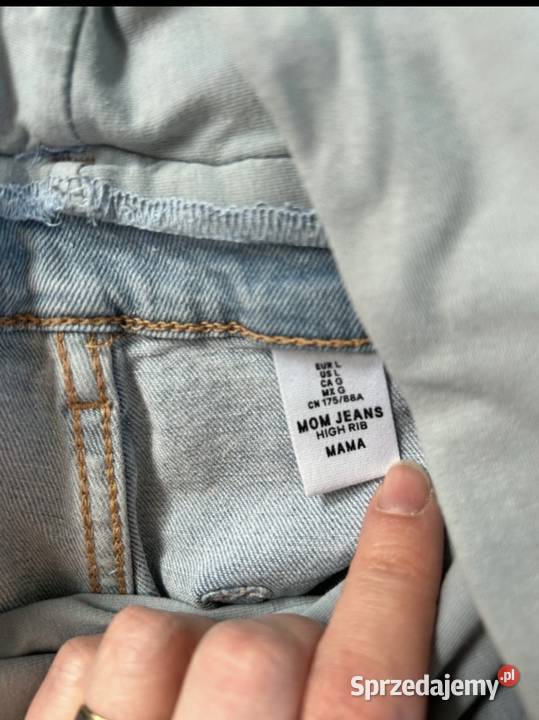 EUR L
US L
CA G
MX G
CN 175/88A
MOM JEANS
HIGH RIB
MAMA
Sprzedajemy.pl